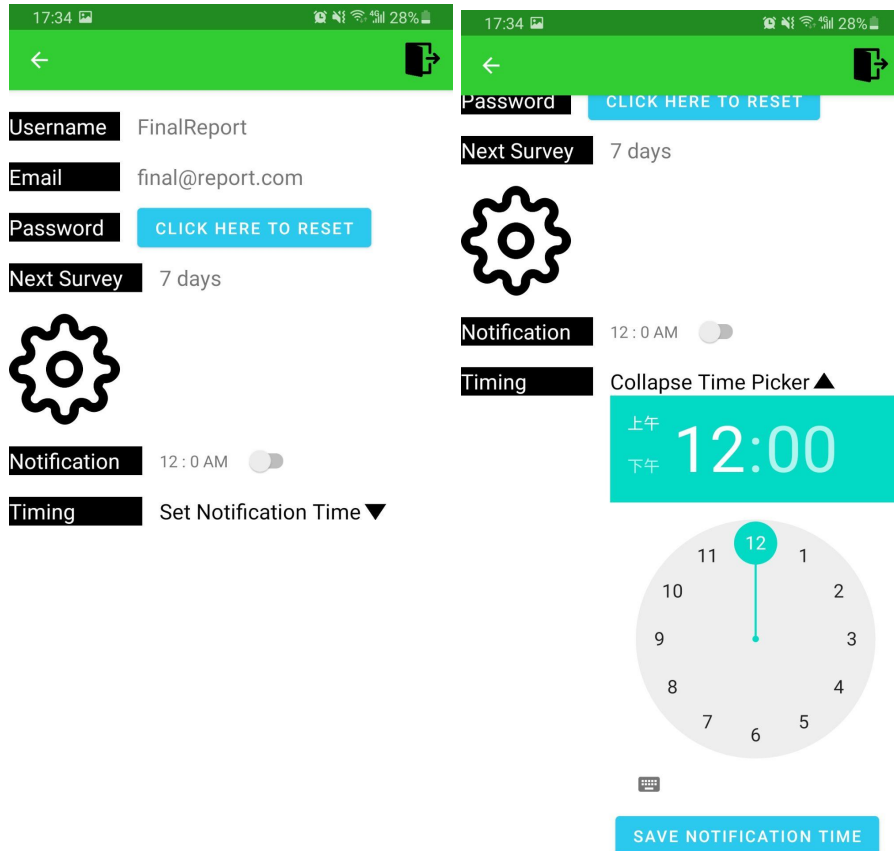 17:34 4G 28%
Username FinalReport
Email final@report.com
Password CLICK HERE TO RESET
Next Survey 7 days
Notification 12 : 0 AM
Timing Set Notification Time
17:34 4G 28%
Password CLICK HERE TO RESET
Next Survey 7 days
Notification 12 : 0 AM
Timing Collapse Time Picker
上午
下午
12:00
12
11 1
10 2
9 3
8 4
7 5
6
SAVE NOTIFICATION TIME